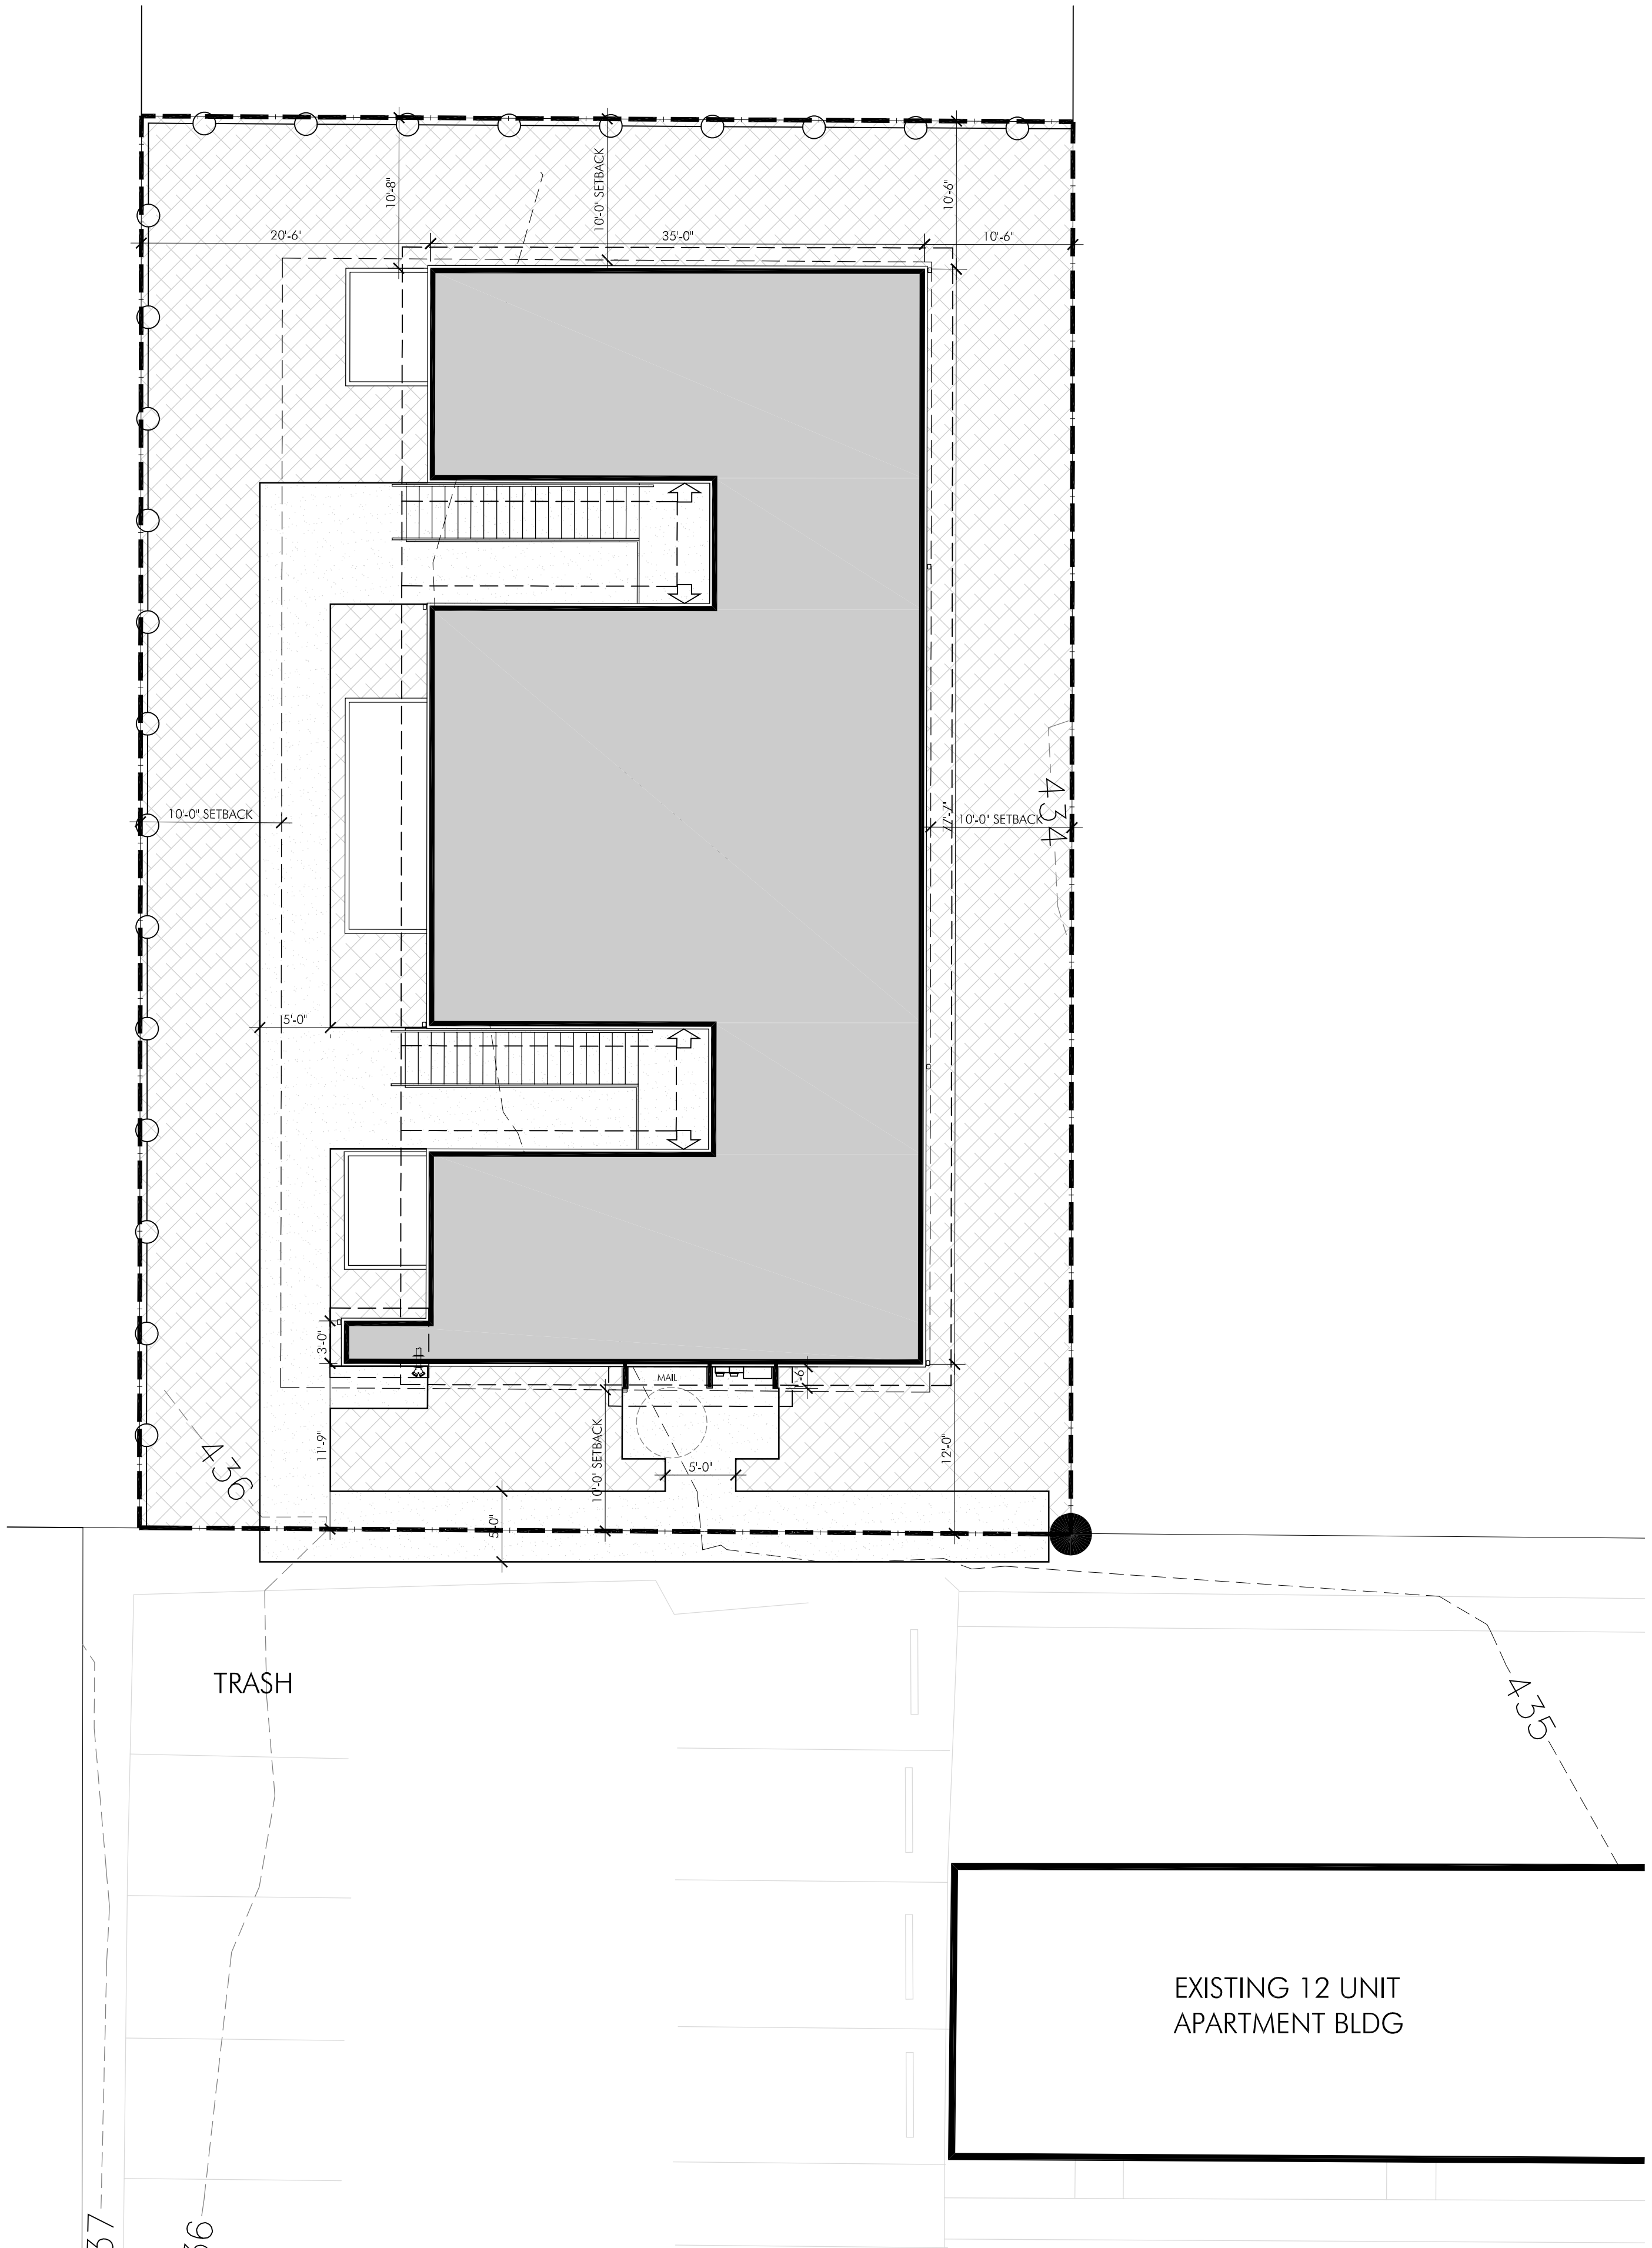 10'-8"
10'-0" SETBACK
10'-6"
20'-6"
35'-0"
10'-6"
434
10'-0" SETBACK
77'-7"
10'-0" SETBACK
5'-0"
3'-0"
MAIL
11'-9"
10'-0" SETBACK
12'-0"
436
5'-0"
5'-0"
TRASH
435
EXISTING 12 UNIT
APARTMENT BLDG